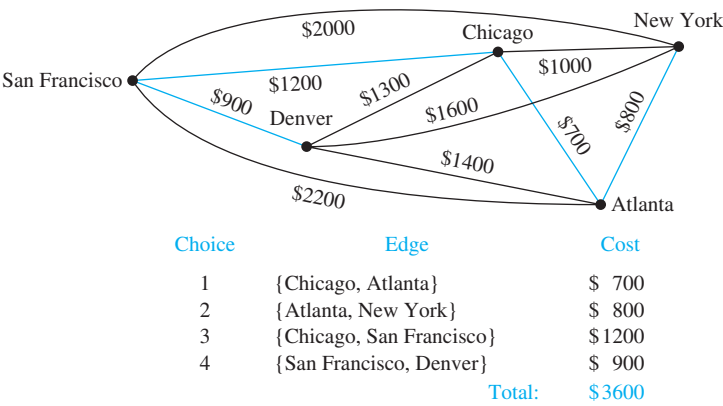 New York
$2000
Chicago
San Francisco
$1200
$1300
$1000
$900
Denver
$1600
$700
$800
$1400
$2200
Atlanta
Choice Edge Cost
1 {Chicago, Atlanta} $ 700
2 {Atlanta, New York} $ 800
3 {Chicago, San Francisco} $1200
4 {San Francisco, Denver} $ 900
Total: $3600